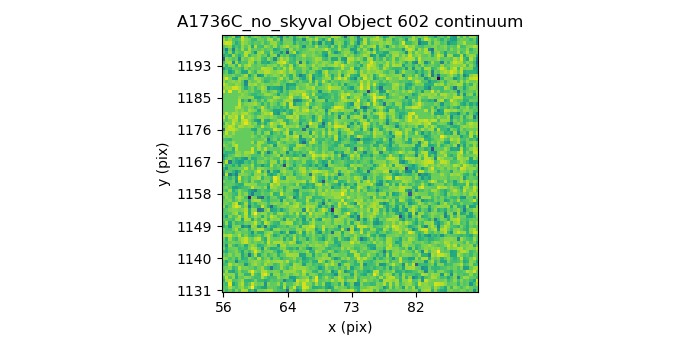 A1736C_no_skyval Object 602 continuum
y (pix)
1193
1185
1176
1167
1158
1149
1140
1131
56 64 73 82
x (pix)